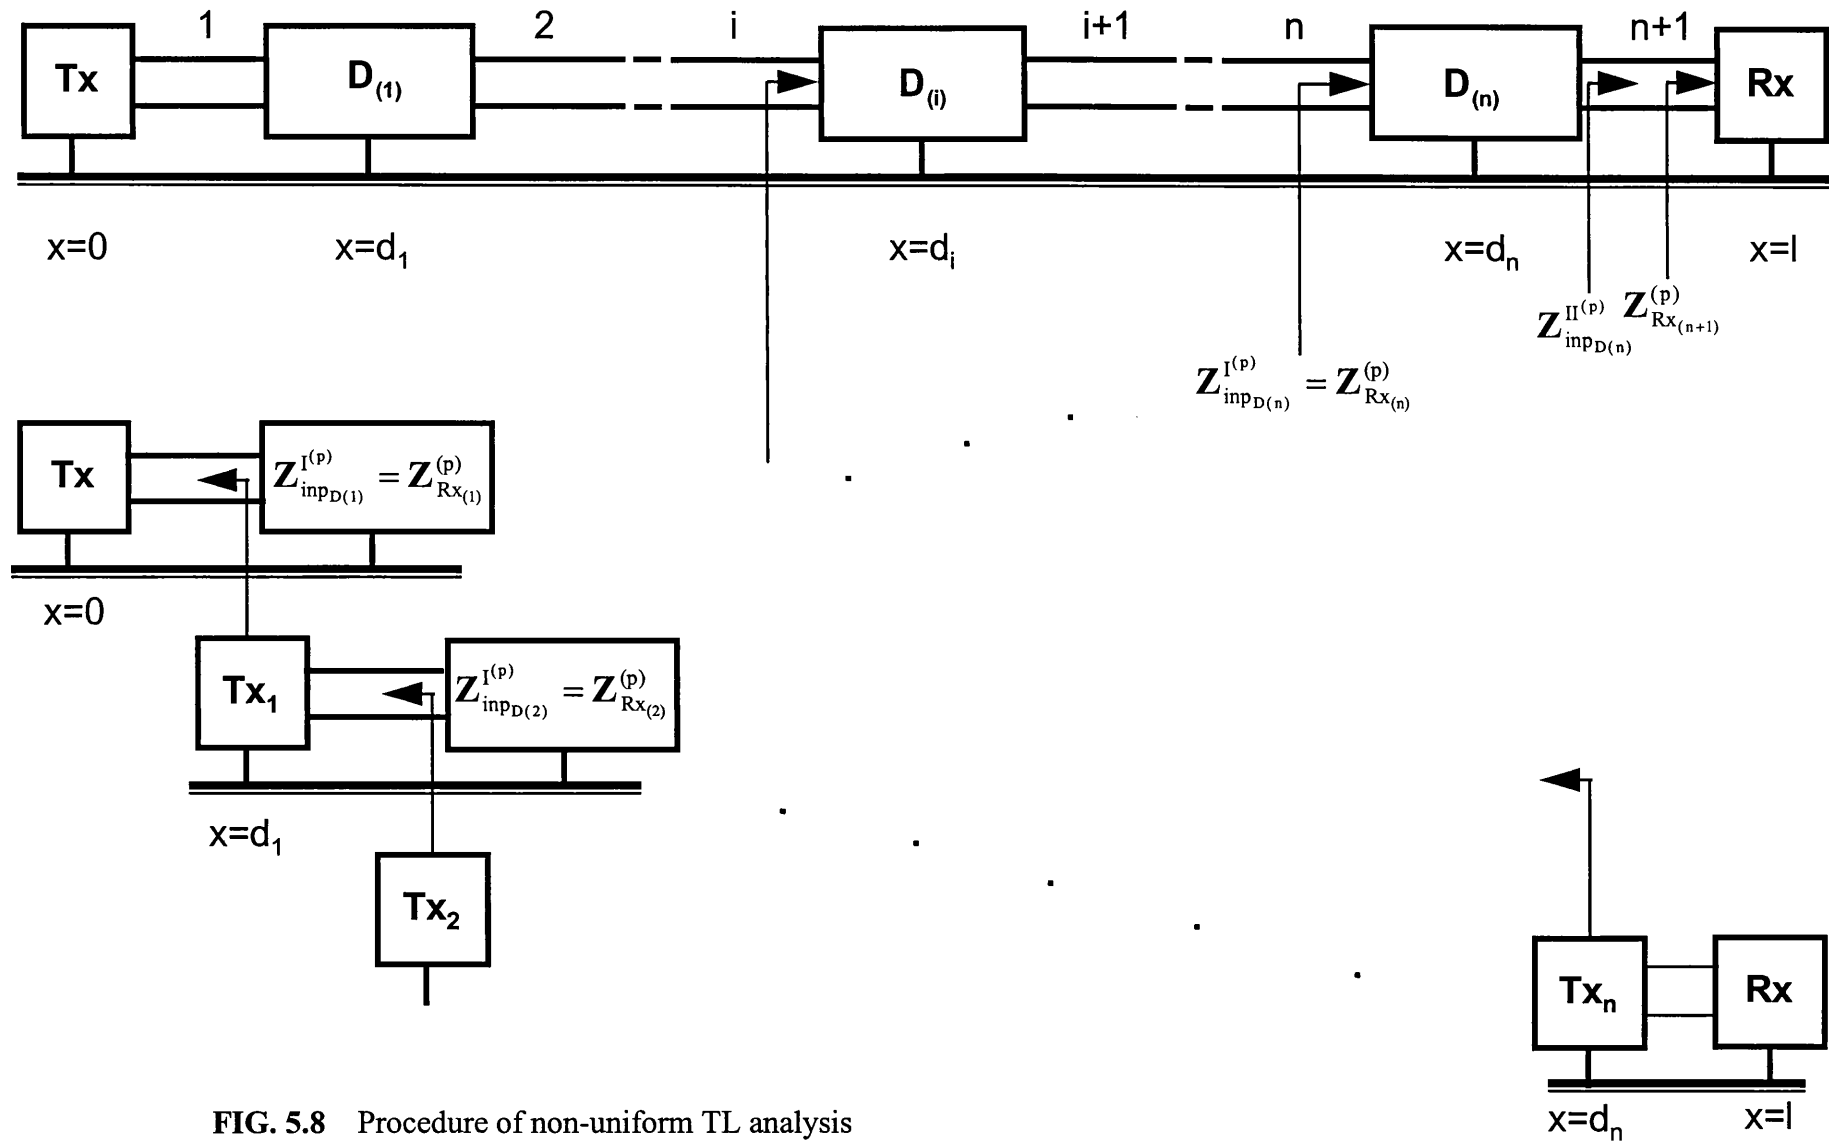 1 2 i i+1 n n+1
Tx D(1) D(i) D(n) Rx
x=0 x=d1 x=di x=dn x=l
Z^II(p)_inpD(n) Z^(p)_Rx(n+1)
Z^I(p)_inpD(n) = Z^(p)_Rx(n)
Tx Z^I(p)_inpD(1) = Z^(p)_Rx(1)
x=0
Tx1 Z^I(p)_inpD(2) = Z^(p)_Rx(2)
x=d1
Tx2
Txn Rx
x=dn x=l
FIG. 5.8 Procedure of non-uniform TL analysis